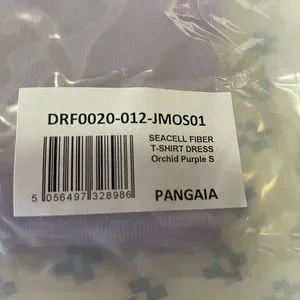 DRF0020-012-JMOS01
SEACELL FIBER
T-SHIRT DRESS
Orchid Purple S
5 056497 328986
PANGAIA